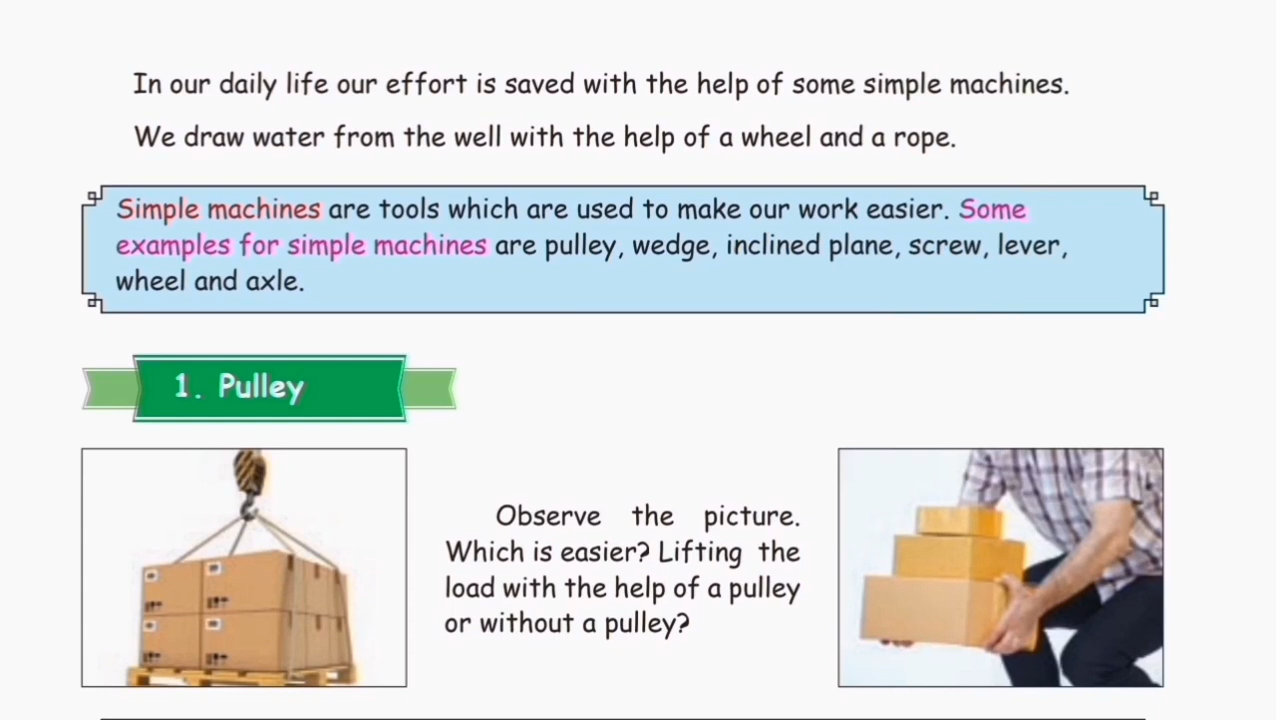 In our daily life our effort is saved with the help of some simple machines.
We draw water from the well with the help of a wheel and a rope.
Simple machines are tools which are used to make our work easier. Some
examples for simple machines are pulley, wedge, inclined plane, screw, lever,
wheel and axle.
1. Pulley
Observe the picture.
Which is easier? Lifting the
load with the help of a pulley
or without a pulley?